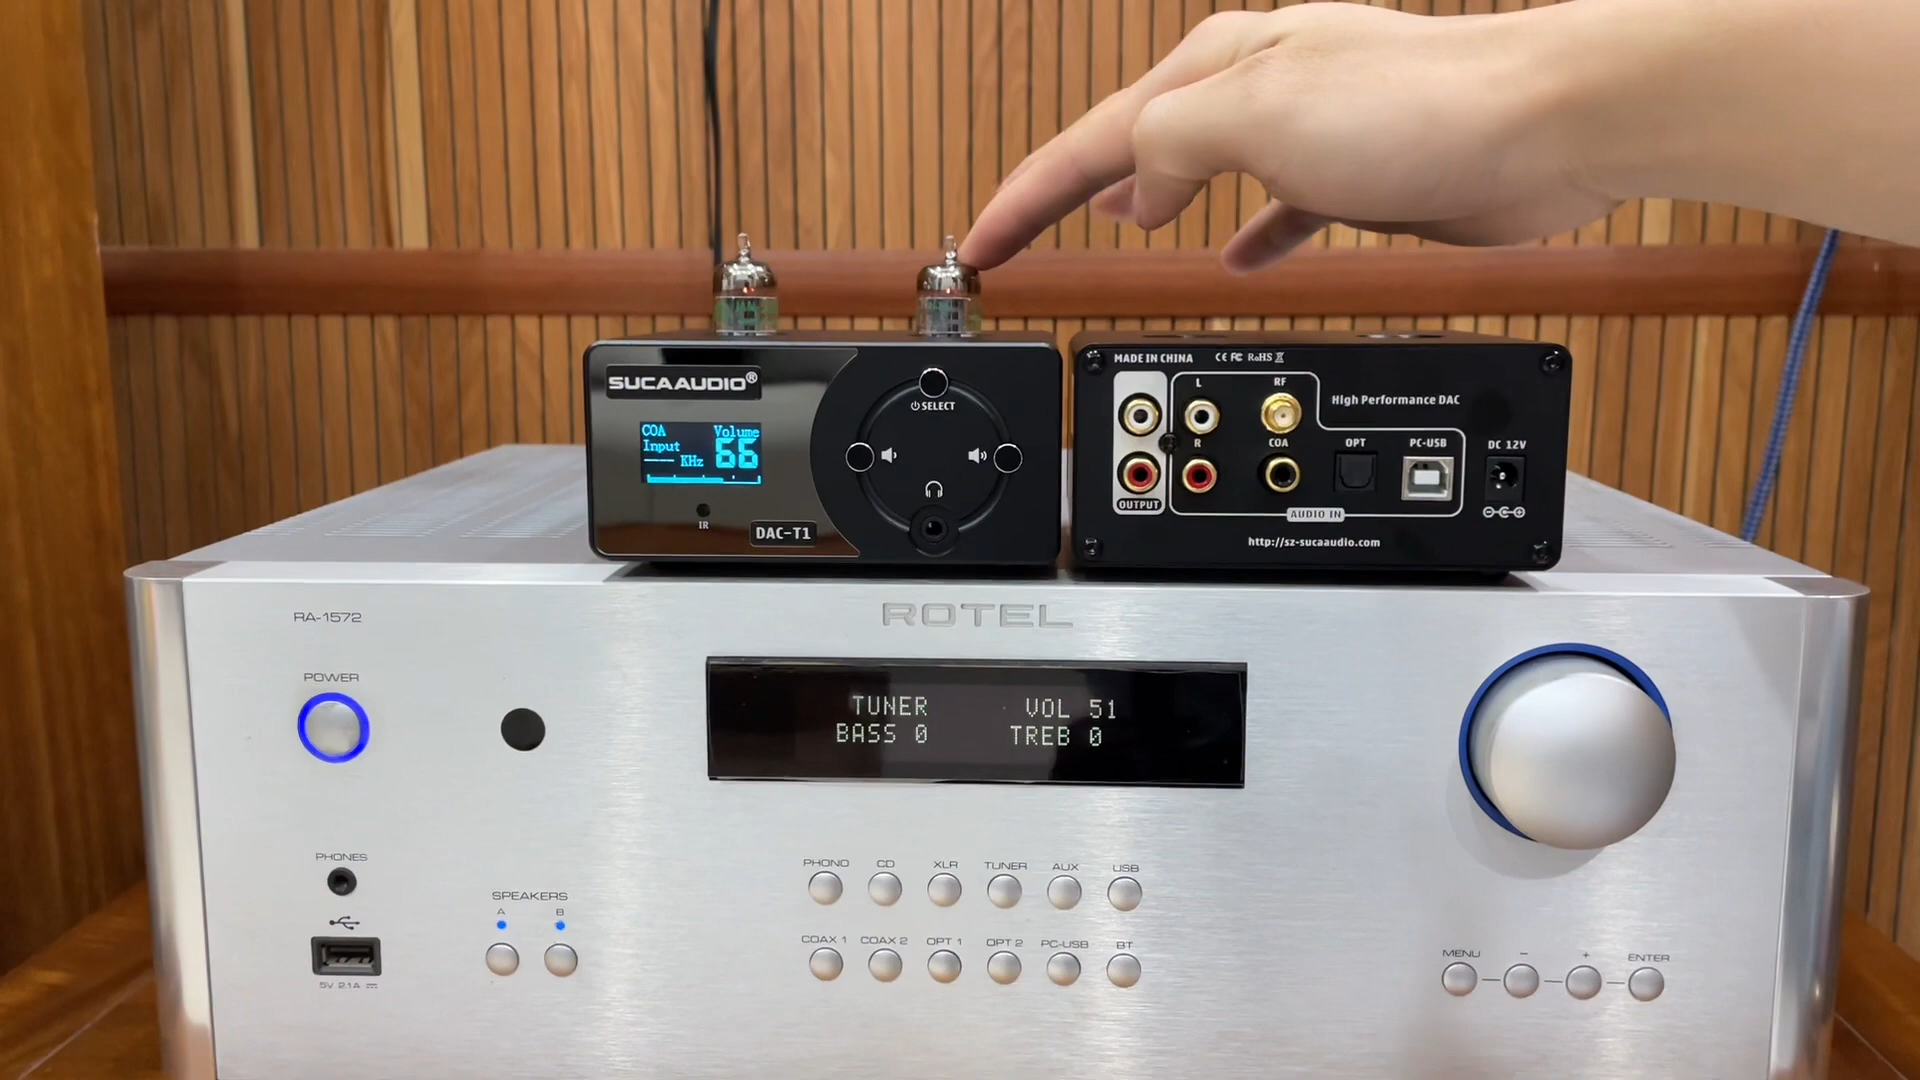 SUCAAUDIO®
COA Volume
Input 66
---- KHz
IR
DAC-T1
SELECT
MADE IN CHINA CE FC RoHS
L RF
High Performance DAC
R COA OPT PC-USB DC 12V
OUTPUT
AUDIO IN
http://sz-sucaaudio.com
RA-1572
ROTEL
POWER
TUNER VOL 51
BASS 0 TREB 0
PHONES
5V 2.1A
SPEAKERS
A B
PHONO CD XLR TUNER AUX USB
COAX 1 COAX 2 OPT 1 OPT 2 PC-USB BT
MENU - + ENTER